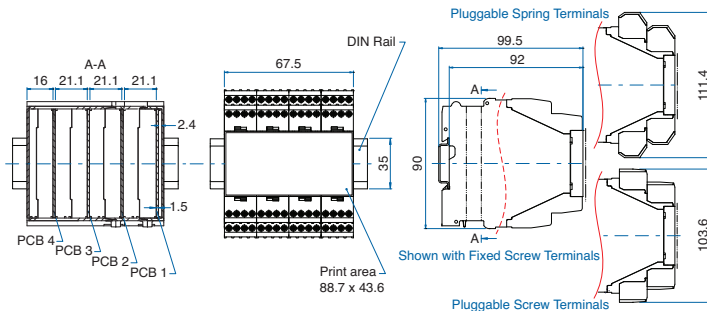 Pluggable Spring Terminals
A-A
16 21.1 21.1 21.1
67.5
DIN Rail
99.5
92
A
111.4
2.4
35
90
1.5
PCB 4
PCB 3
PCB 2
PCB 1
Print area
88.7 x 43.6
A
Shown with Fixed Screw Terminals
103.6
Pluggable Screw Terminals